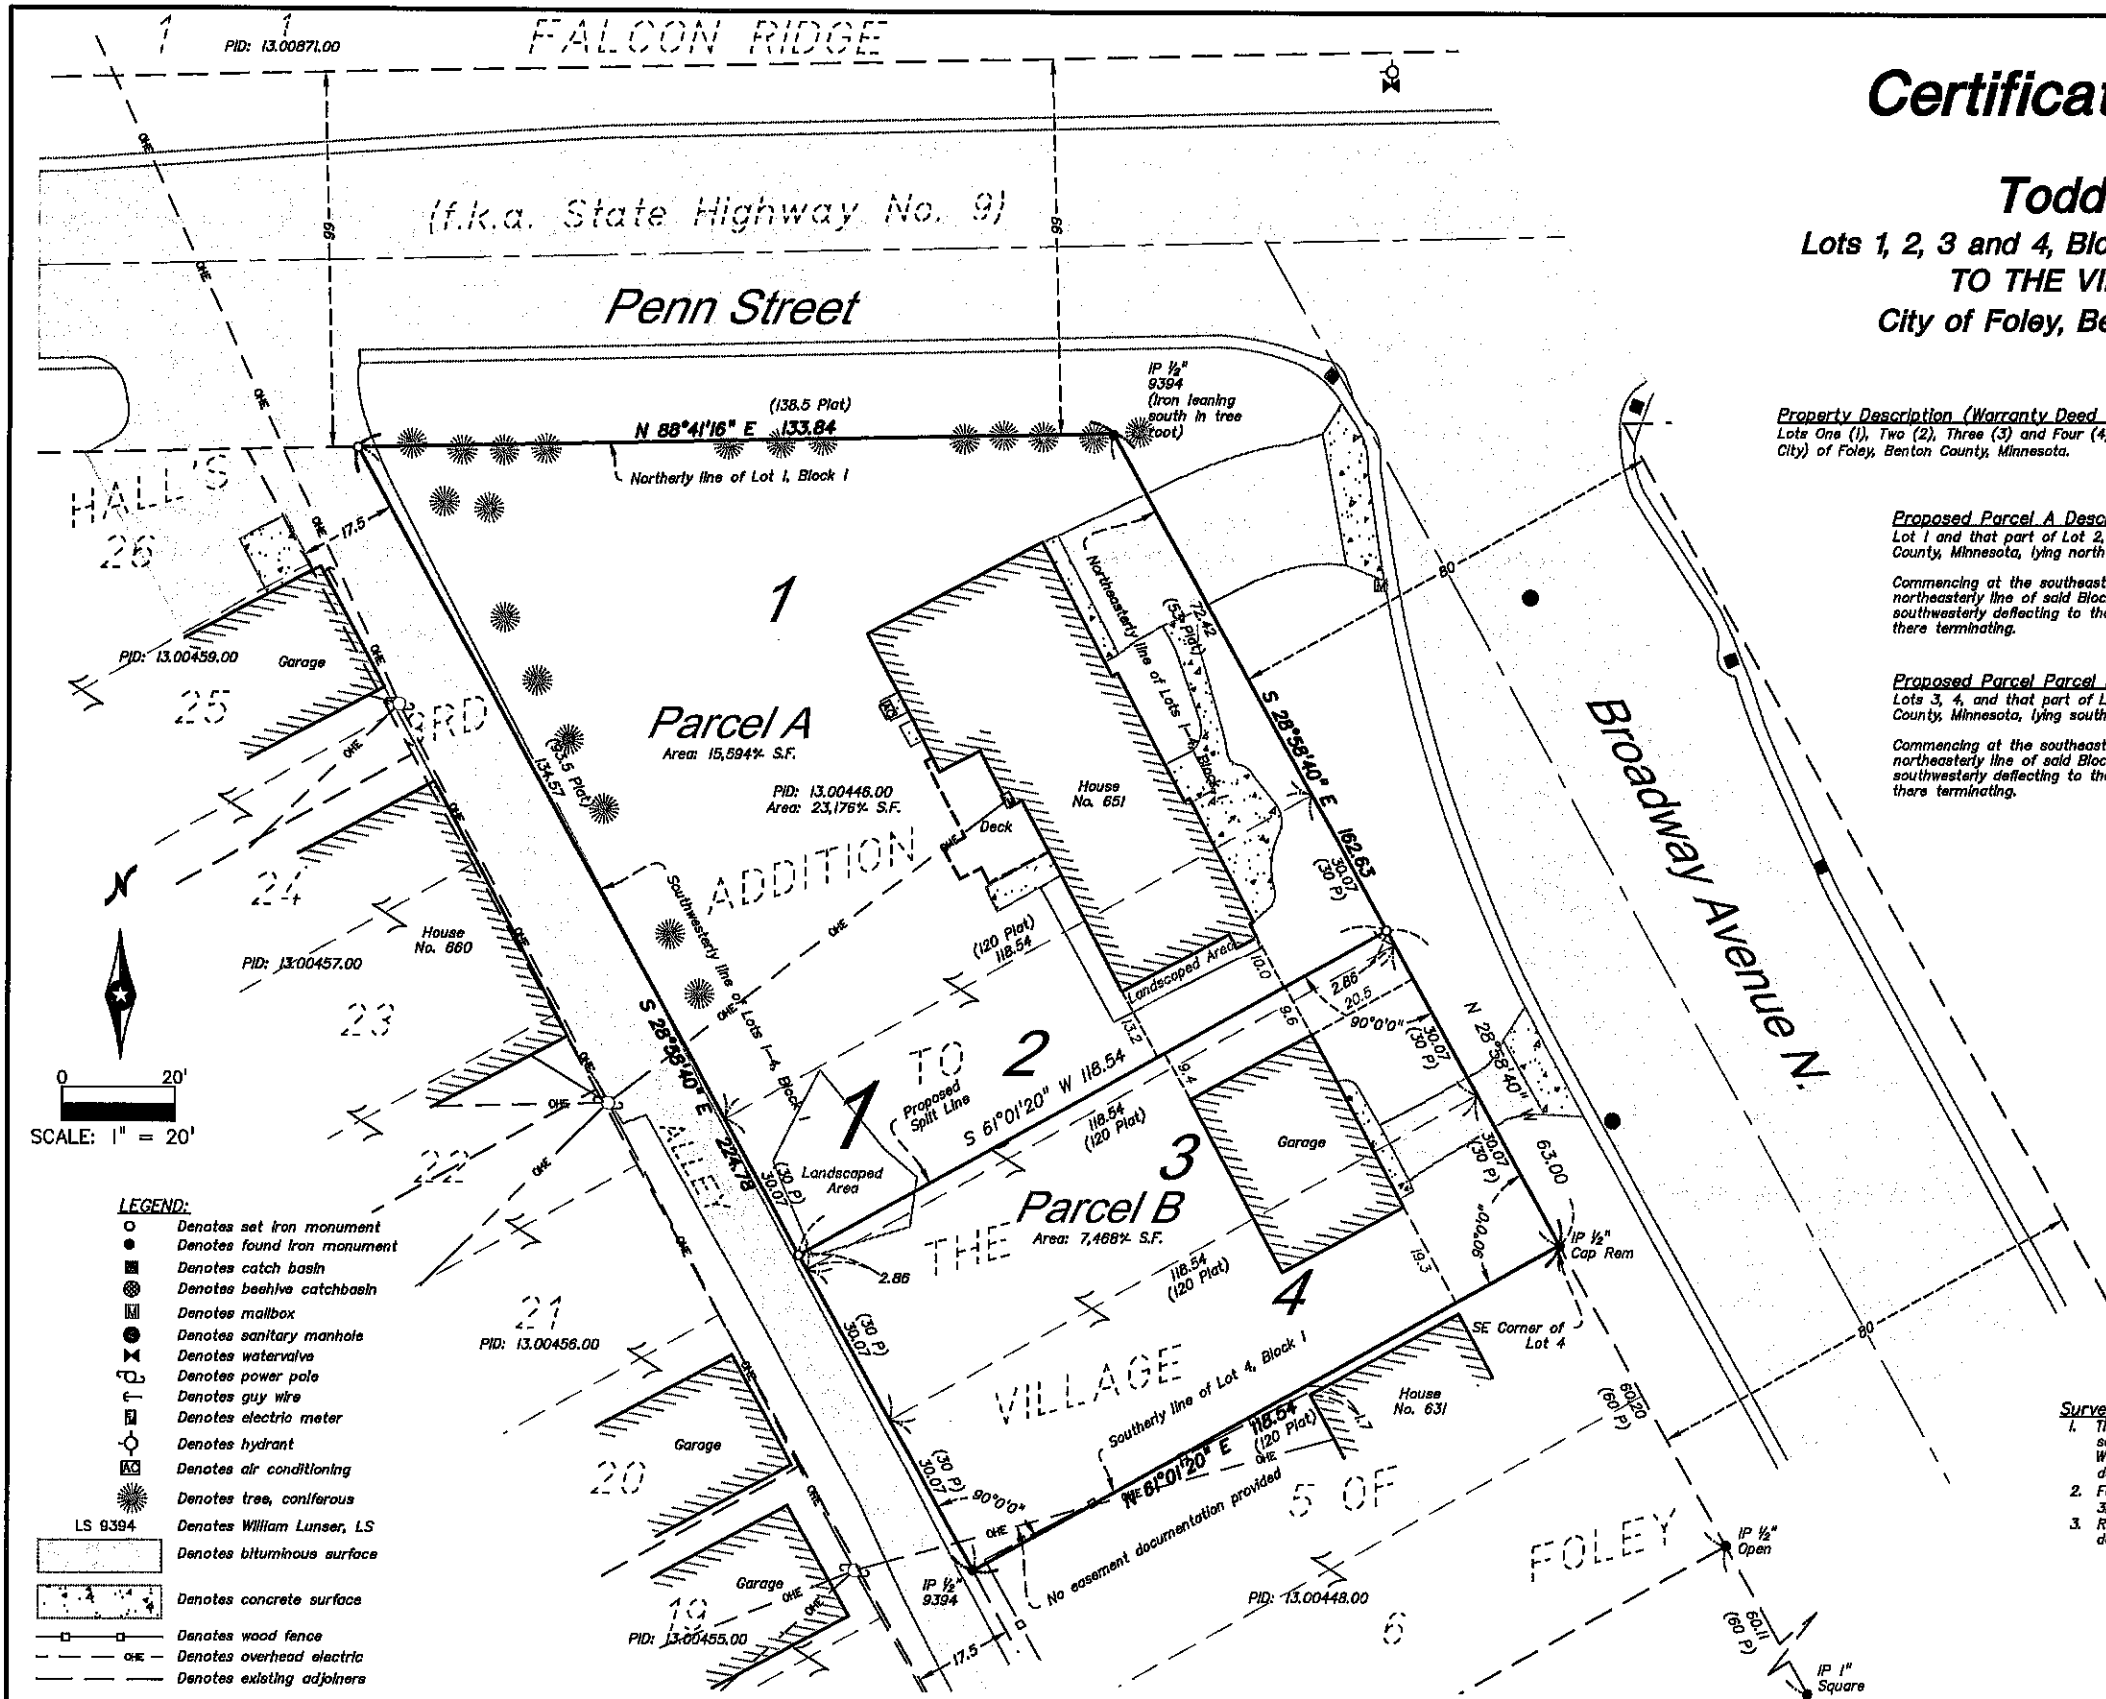 1 1
PID: 13.00871.00
FALCON RIDGE
99
99
(f.k.a. State Highway No. 9)
Penn Street
Certificat
Todd
Lots 1, 2, 3 and 4, Blo
TO THE VI
City of Foley, Be
Property Description (Warranty Deed
Lots One (1), Two (2), Three (3) and Four (4
City) of Foley, Benton County, Minnesota.
Proposed Parcel A Desc
Lot 1 and that part of Lot 2,
County, Minnesota, lying north
Commencing at the southeast
northeasterly line of said Bloc
southwesterly deflecting to the
there terminating.
Proposed Parcel Parcel
Lots 3, 4, and that part of L
County, Minnesota, lying south
Commencing at the southeast
northeasterly line of said Bloc
southwesterly deflecting to the
there terminating.
IP 1/2"
9394
(Iron leaning
south in tree
root)
(138.5 Plat)
N 88°41'16" E 133.84
Northerly line of Lot 1, Block 1
HALL'S
26
17.5
PID: 13.00459.00
Garage
25
3RD
24
House
No. 660
PID: 13.00457.00
23
22
ALLEY
21
PID: 13.00456.00
20
Garage
19
Garage
PID: 13.00455.00
1
Parcel A
Area: 15,594± S.F.
PID: 13.00446.00
Area: 23,176± S.F.
(93.5 Plat)
134.57
ADDITION
Southwesterly line of Lots 1-4, Block 1
S 28°58'40" E 224.78
House
No. 651
Deck
AC
Northeasterly line of Lots 1-4, Block 1
72.42
(53 Plat)
S 28°58'40" E 162.63
30.07
(30 P)
80
Broadway Avenue N.
(120 Plat)
118.54
Landscaped Area
10.0
13.2
2.86
20.5
9.6
9.4
90°0'0"
30.07
(30 P)
N 28°58'40" W 63.00
TO
2
Proposed
Split Line
S 61°01'20" W 118.54
118.54
(120 Plat)
1
Landscaped
Area
(30 P)
30.07
3
Garage
Parcel B
Area: 7,468± S.F.
THE
2.86
30.07
(30 P)
90°0'0"
IP 1/2"
Cap Rem
19.3
118.54
(120 Plat)
4
SE Corner of
Lot 4
(30 P)
30.07
VILLAGE
Southerly line of Lot 4, Block 1
N 61°01'20" E 118.54
(120 Plat)
1.7
House
No. 631
60.20
(60 P)
80
(30 P)
30.07
90°0'0"
No easement documentation provided
5 OF
FOLEY
IP 1/2"
9394
17.5
PID: 13.00448.00
6
IP 1/2"
Open
60.11
(60 P)
IP 1"
Square
OHE
N
0 20'
SCALE: 1" = 20'
LEGEND:
Denotes set iron monument
Denotes found iron monument
Denotes catch basin
Denotes beehive catchbasin
M Denotes mailbox
Denotes sanitary manhole
Denotes watervalve
Denotes power pole
Denotes guy wire
Denotes electric meter
Denotes hydrant
AC Denotes air conditioning
Denotes tree, coniferous
LS 9394 Denotes William Lunser, LS
Denotes bituminous surface
Denotes concrete surface
Denotes wood fence
OHE Denotes overhead electric
Denotes existing adjoiners
Surve
1.
2.
3.